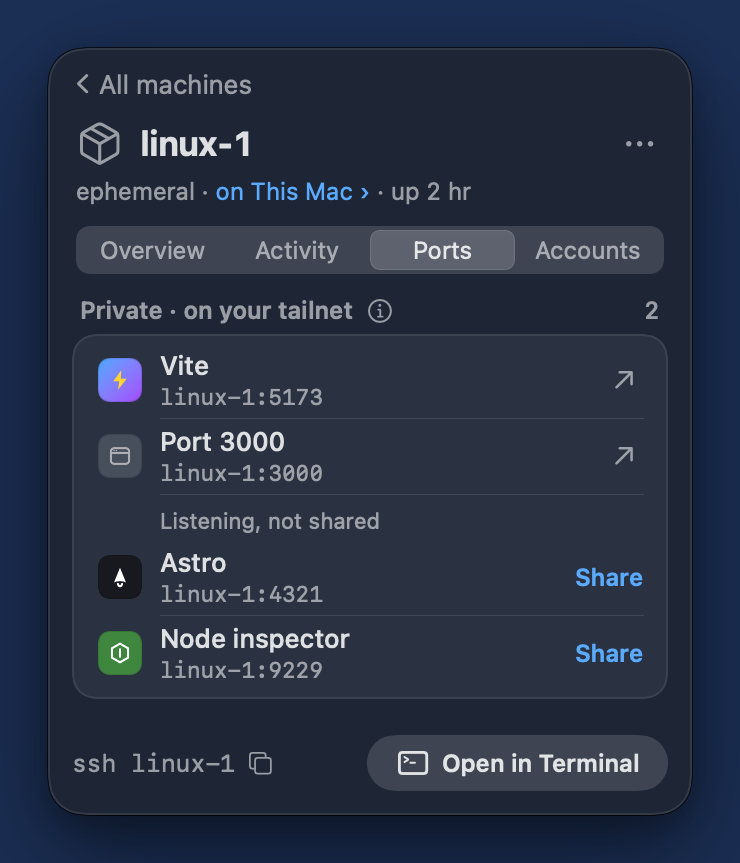 All machines
linux-1
ephemeral · on This Mac › · up 2 hr
Overview Activity Ports Accounts
Private · on your tailnet 2
Vite
linux-1:5173
Port 3000
linux-1:3000
Listening, not shared
Astro
linux-1:4321
Share
Node inspector
linux-1:9229
Share
ssh linux-1
Open in Terminal